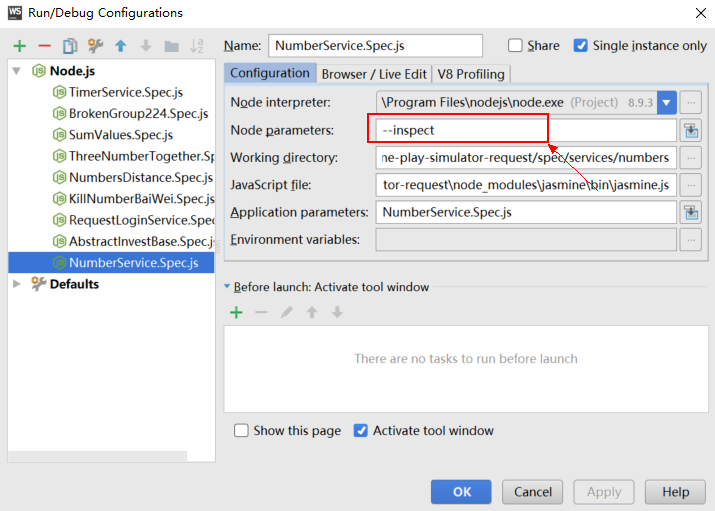 WS Run/Debug Configurations
Name: NumberService.Spec.js Share Single instance only
Node.js
TimerService.Spec.js
BrokenGroup224.Spec.js
SumValues.Spec.js
ThreeNumberTogether.Spec.js
NumbersDistance.Spec.js
KillNumberBaiWei.Spec.js
RequestLoginService.Spec
AbstractInvestBase.Spec.j
NumberService.Spec.js
Defaults
Configuration Browser / Live Edit V8 Profiling
Node interpreter: \Program Files\nodejs\node.exe (Project) 8.9.3
Node parameters: --inspect
Working directory: ne-play-simulator-request/spec/services/numbers
JavaScript file: tor-request\node_modules\jasmine\bin\jasmine.js
Application parameters: NumberService.Spec.js
Environment variables:
Before launch: Activate tool window
There are no tasks to run before launch
Show this page Activate tool window
OK Cancel Apply Help